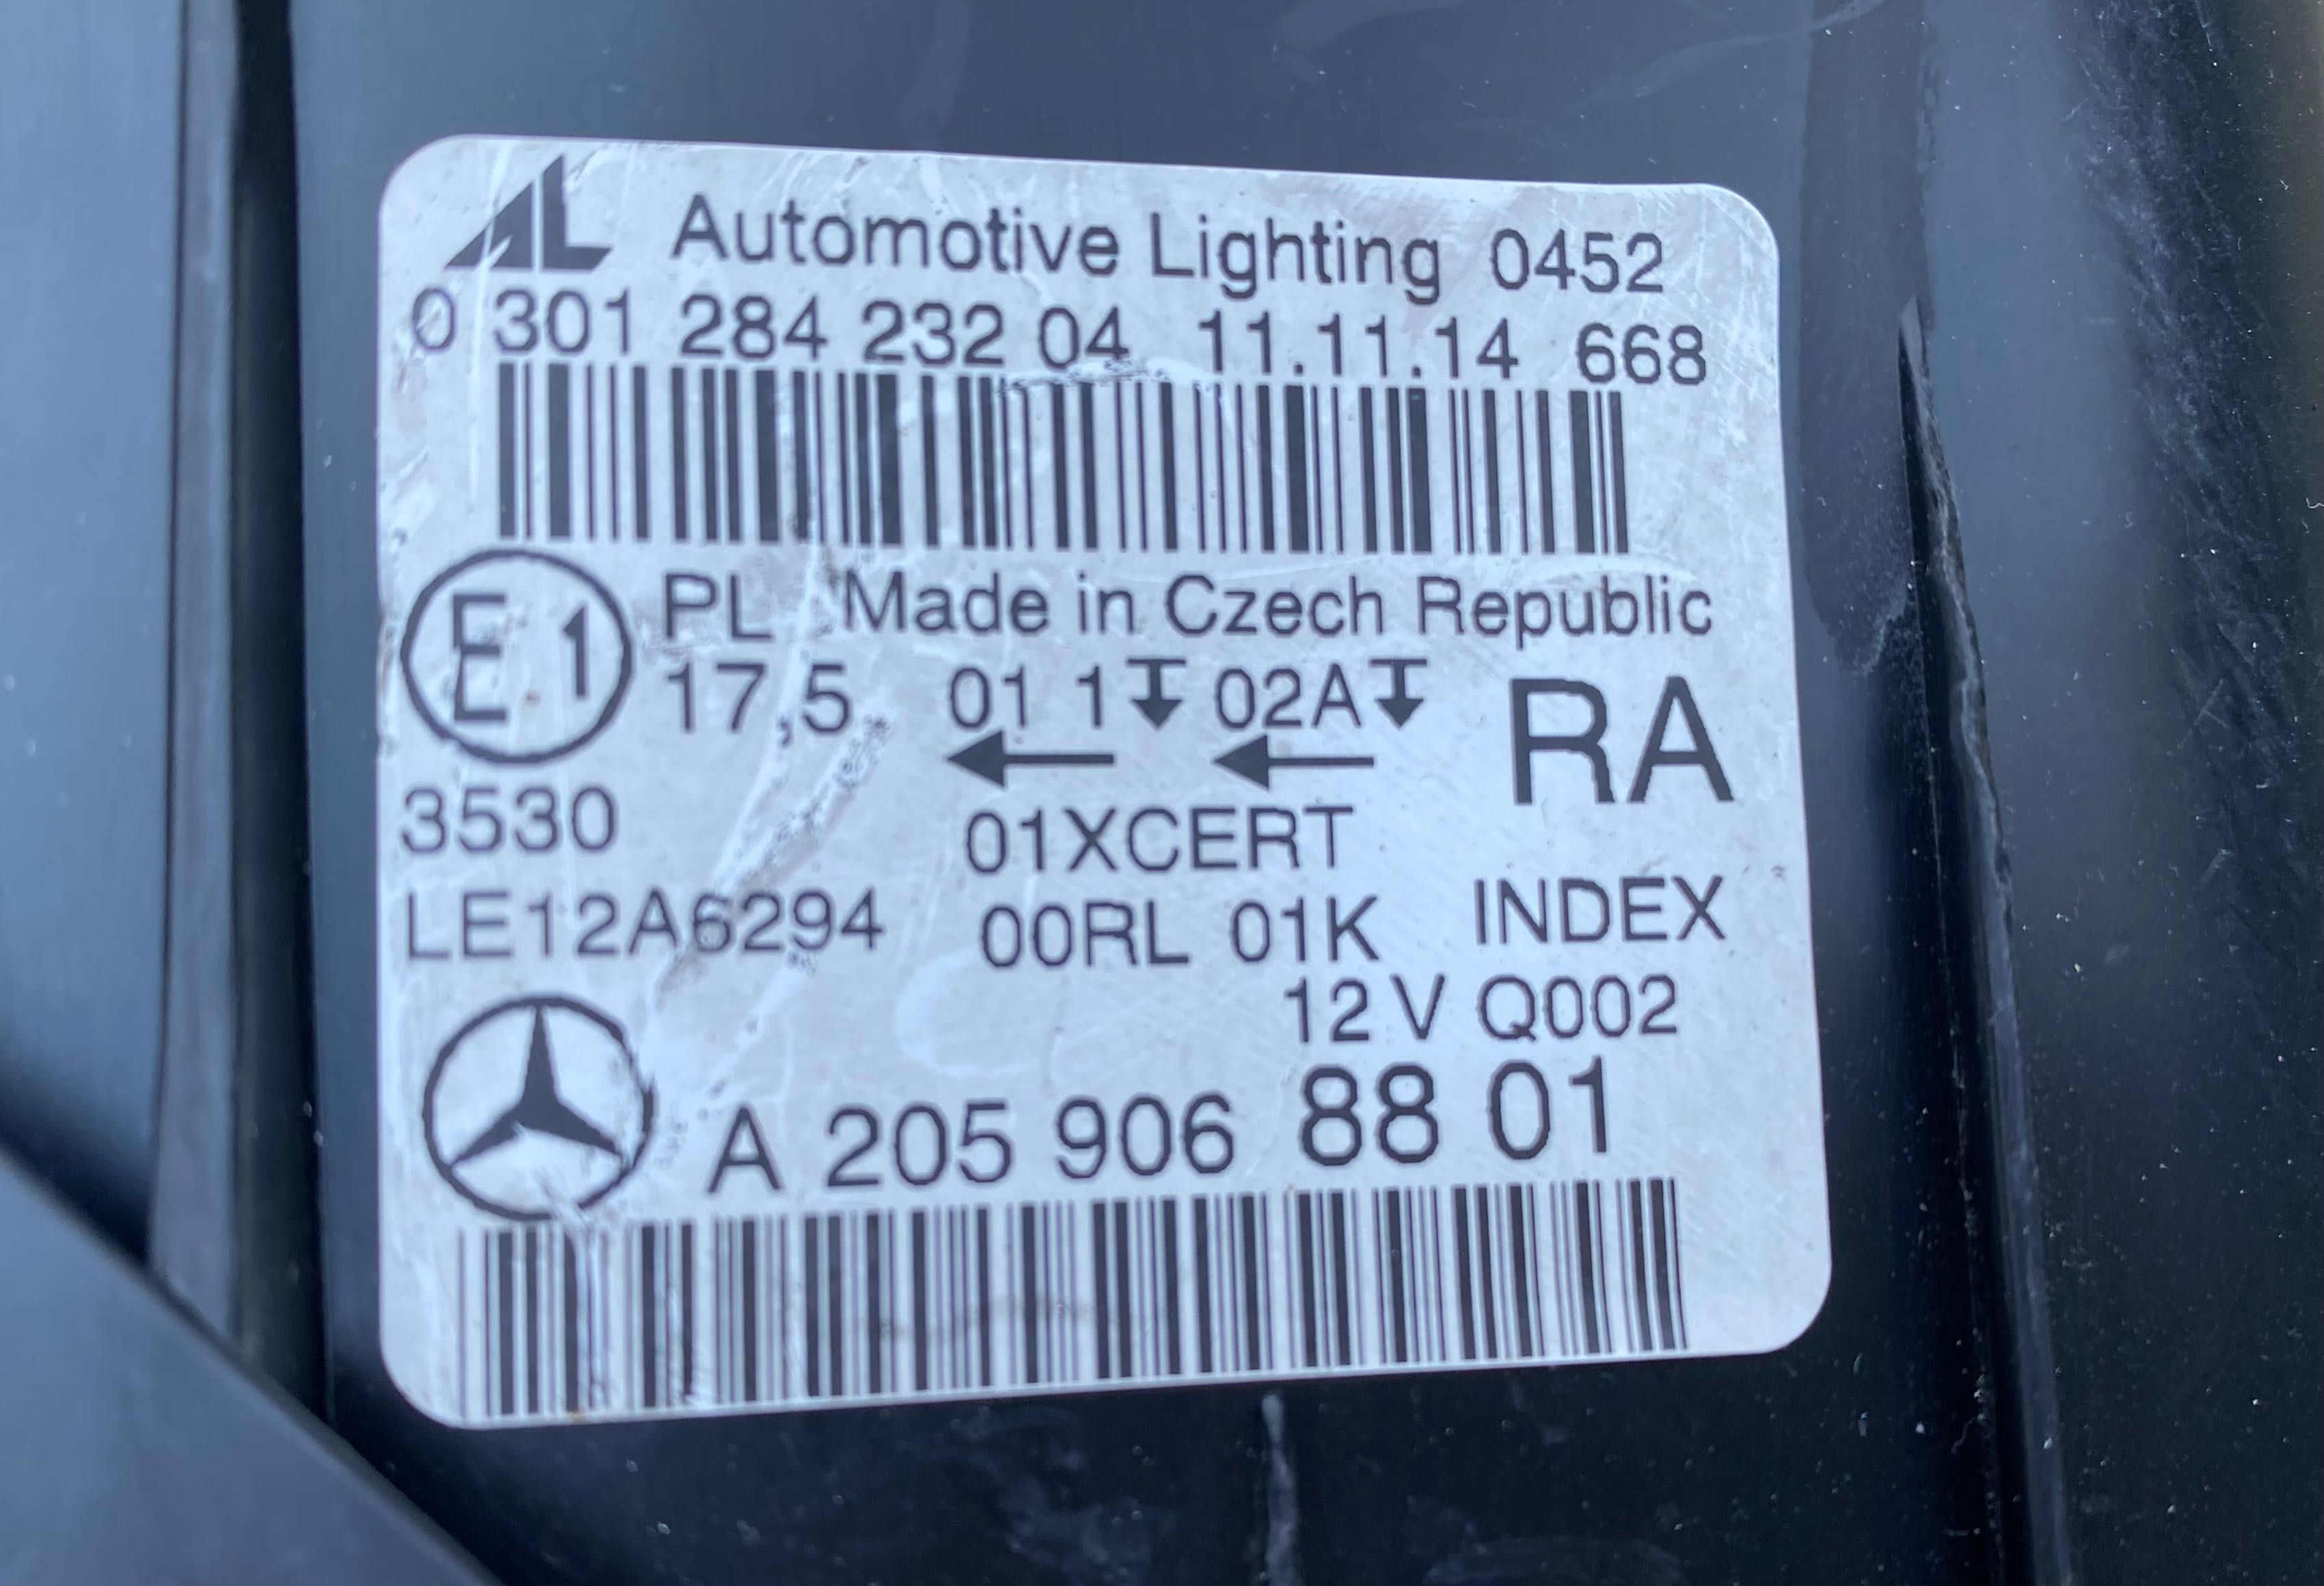 AL Automotive Lighting 0452
0 301 284 232 04 11.11.14 668
E1 PL Made in Czech Republic
17,5 01 1 02A RA
3530 01XCERT
LE12A6294 00RL 01K INDEX
12 V Q002
A 205 906 88 01